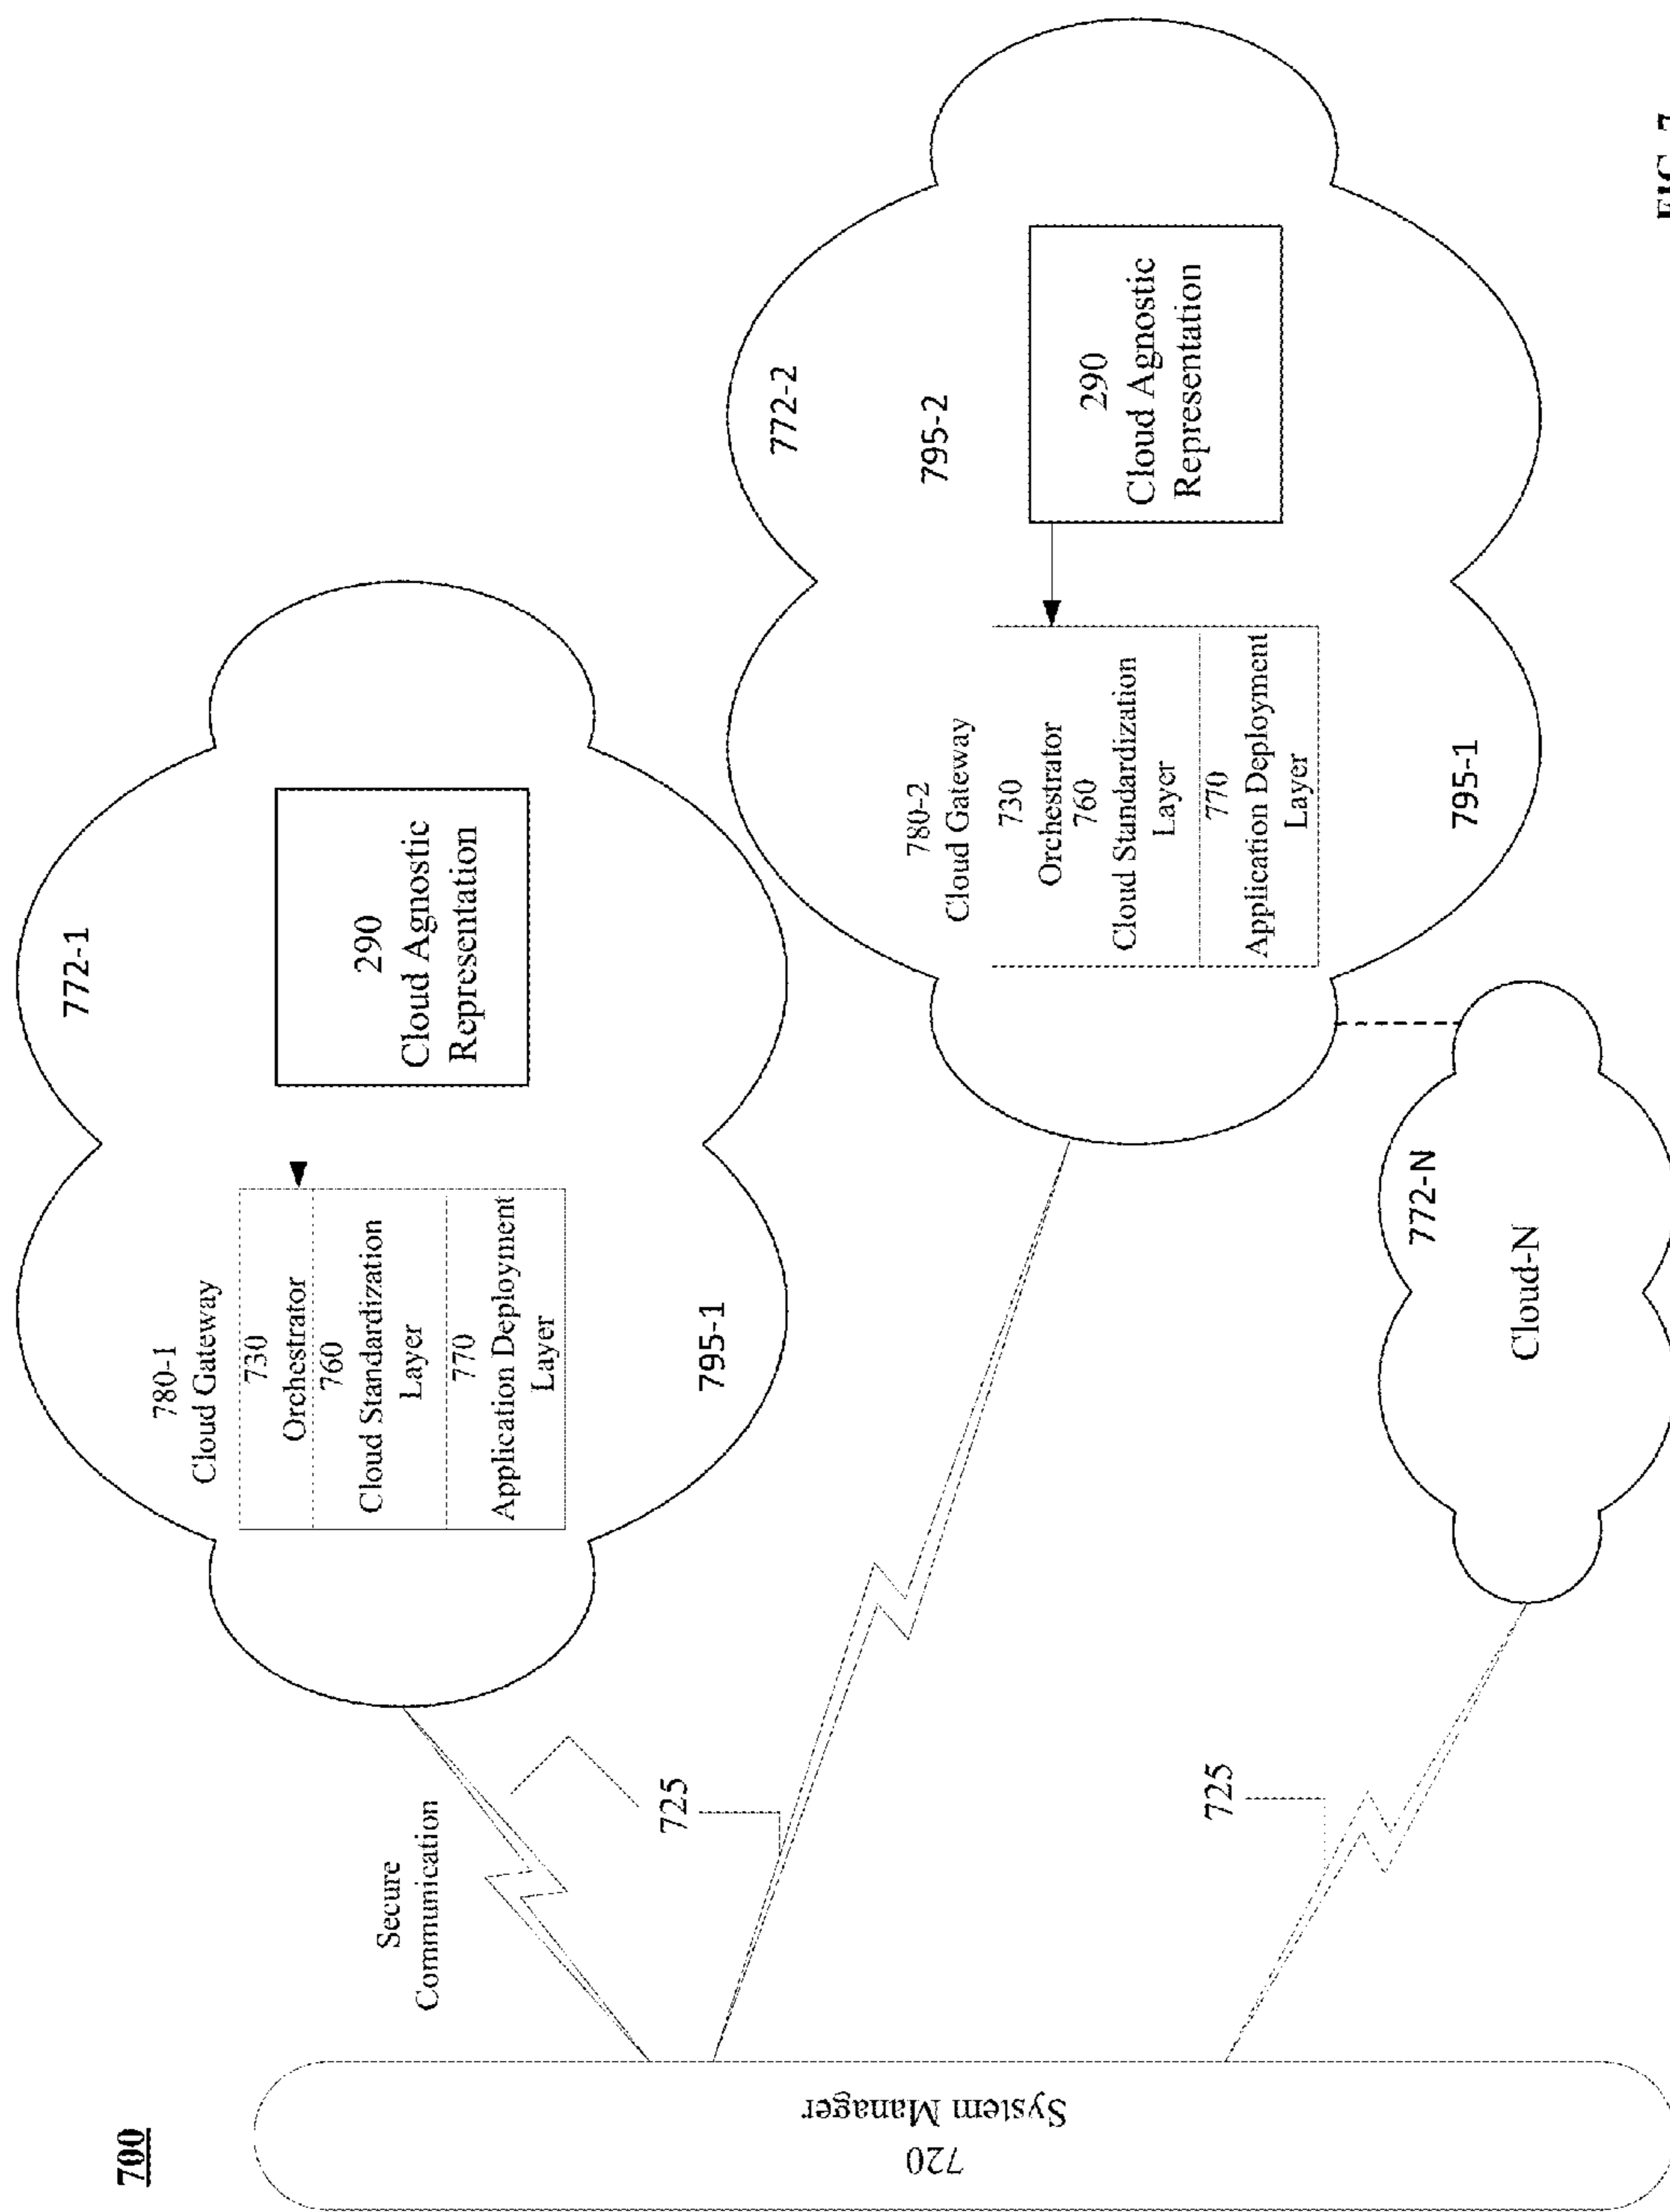 700
720
System Manager
Secure
Communication
725
725
772-1
780-1
Cloud Gateway
730
Orchestrator
760
Cloud Standardization
Layer
770
Application Deployment
Layer
290
Cloud Agnostic
Representation
795-1
772-2
795-2
780-2
Cloud Gateway
730
Orchestrator
760
Cloud Standardization
Layer
770
Application Deployment
Layer
290
Cloud Agnostic
Representation
795-1
772-N
Cloud-N
FIG. 7